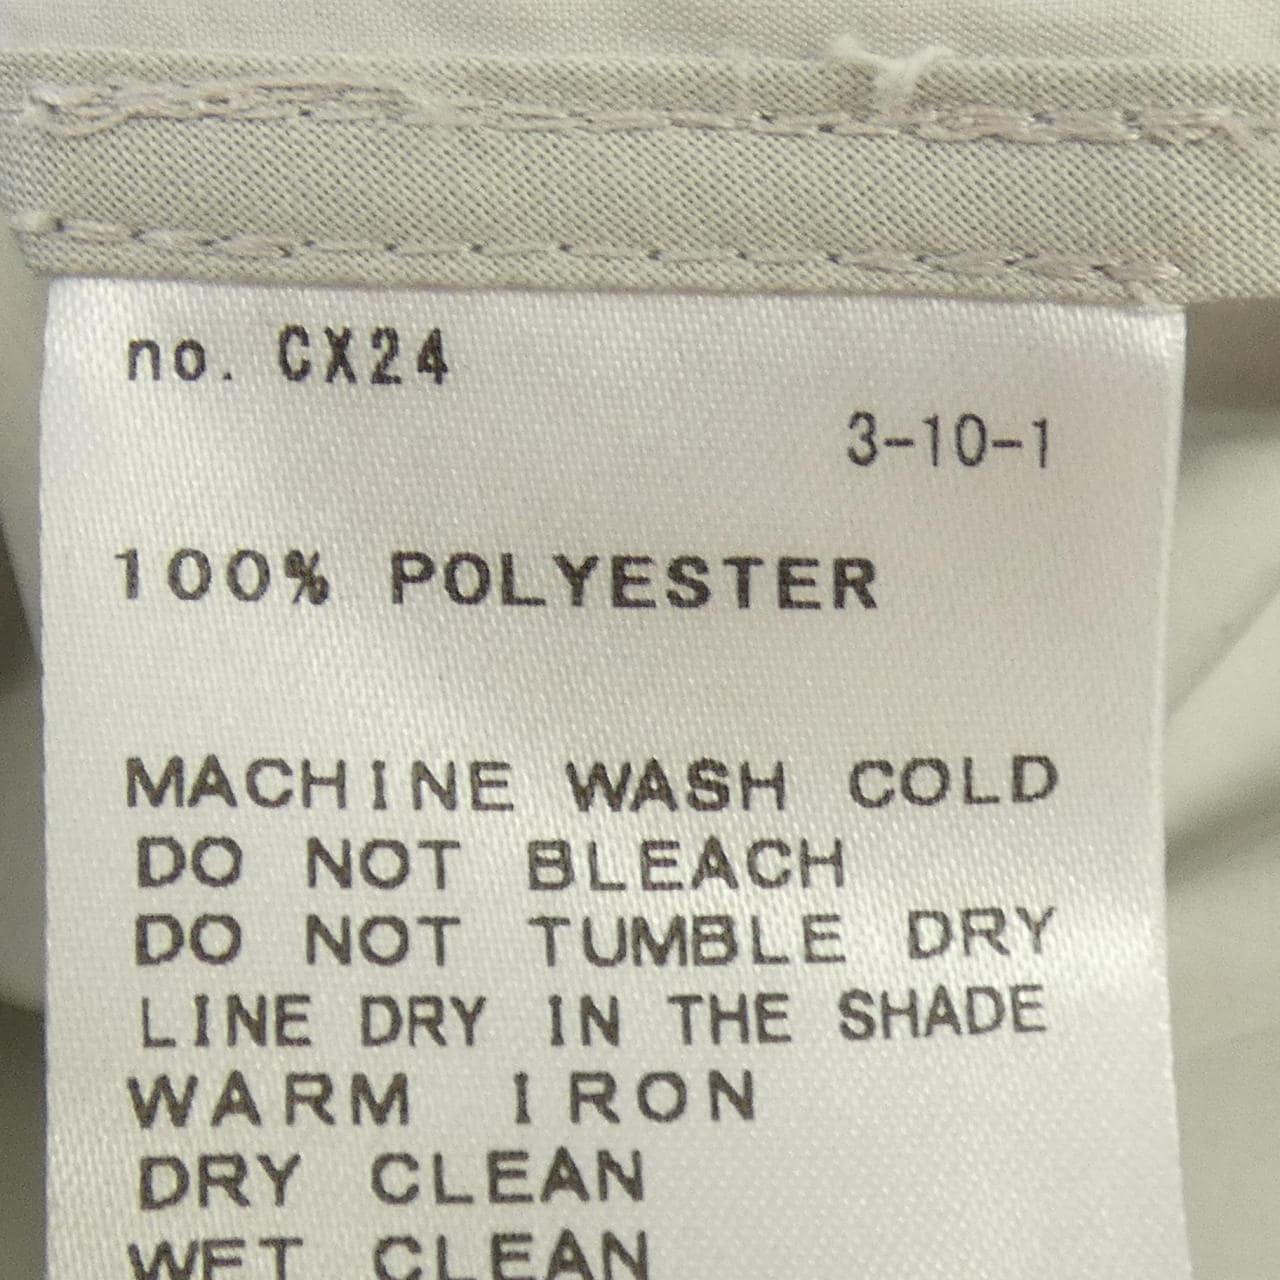 no. CX24
3-10-1
100% POLYESTER
MACHINE WASH COLD
DO NOT BLEACH
DO NOT TUMBLE DRY
LINE DRY IN THE SHADE
WARM IRON
DRY CLEAN
WET CLEAN